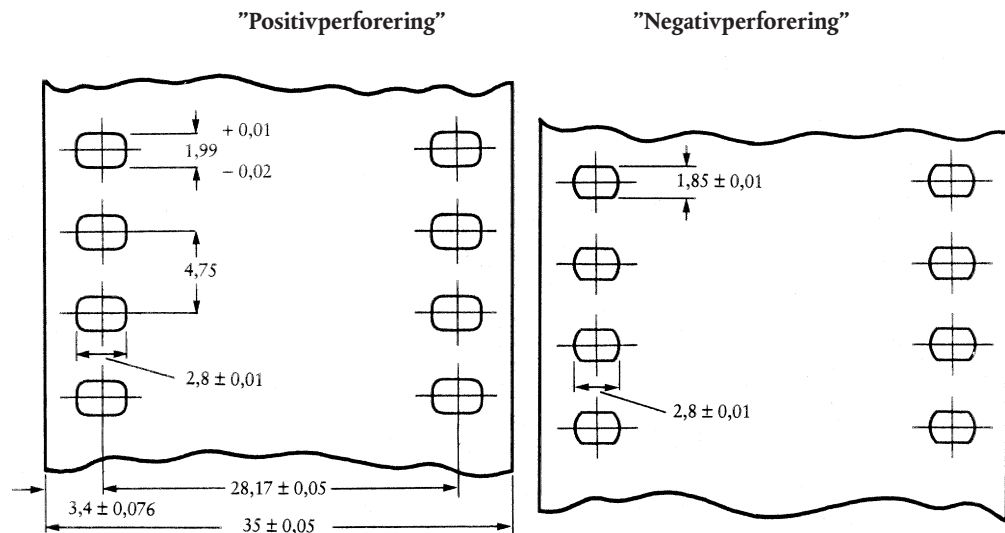 ”Positivperforering”
”Negativperforering”
+ 0,01
1,99
– 0,02
4,75
2,8 ± 0,01
28,17 ± 0,05
3,4 ± 0,076
35 ± 0,05
1,85 ± 0,01
2,8 ± 0,01